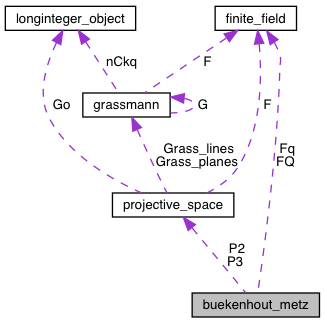 longinteger_object
finite_field
nCkq
F
grassmann
G
Go
F
Grass_lines
Grass_planes
Fq
FQ
projective_space
P2
P3
buekenhout_metz